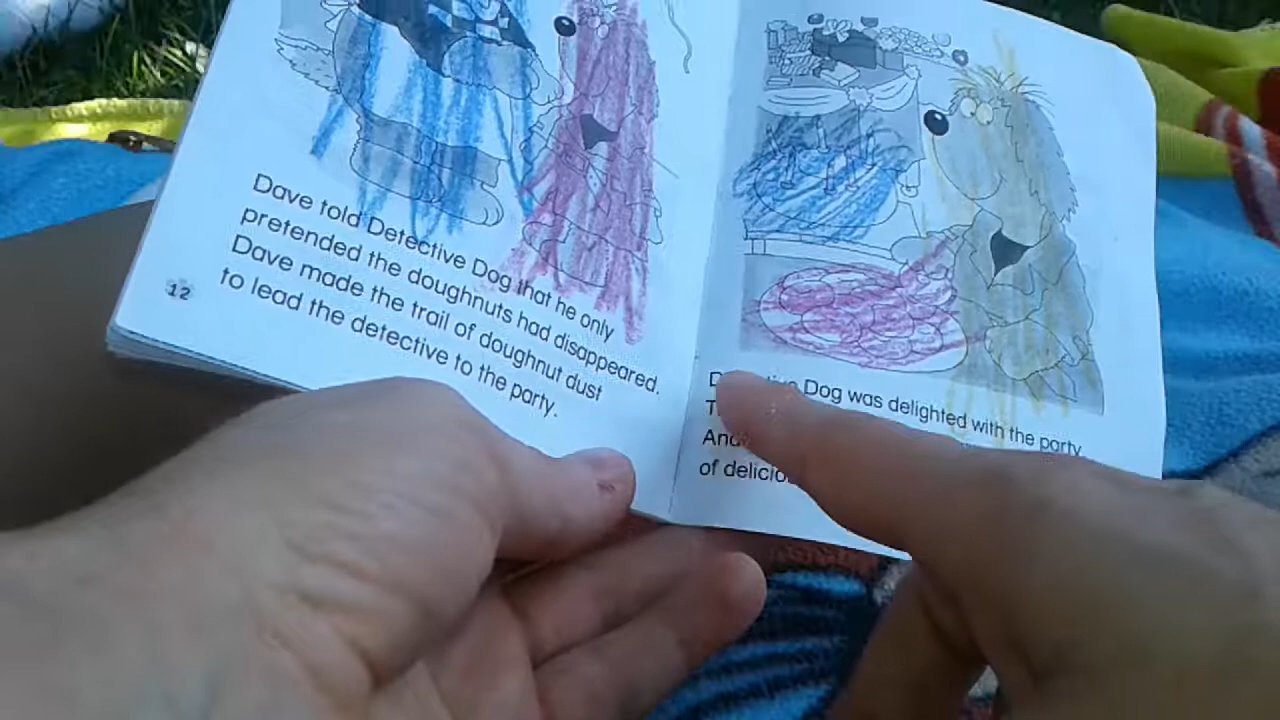 Dave told Detective Dog that he only
pretended the doughnuts had disappeared.
Dave made the trail of doughnut dust
to lead the detective to the party.
12
Dog was delighted with the party.
And
of